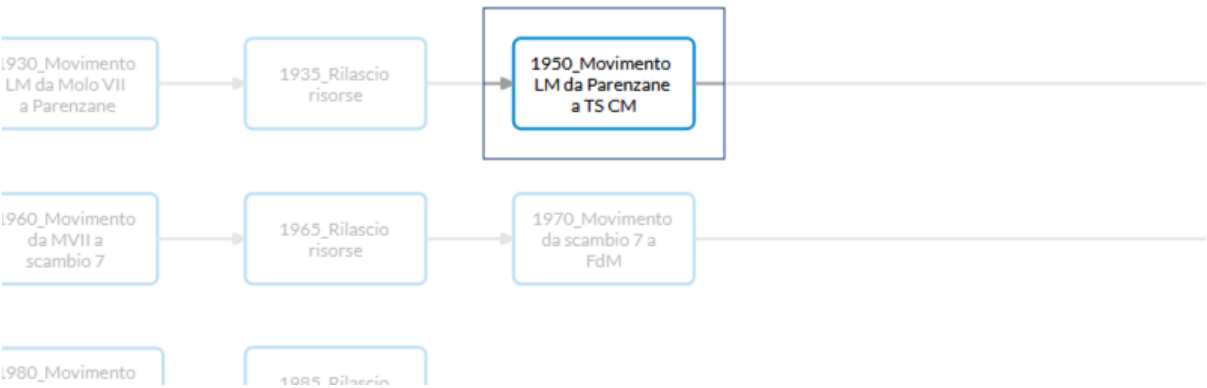 1930_Movimento
LM da Molo VII
a Parenzane
1935_Rilascio
risorse
1950_Movimento
LM da Parenzane
a TS CM
1960_Movimento
da MVII a
scambio 7
1965_Rilascio
risorse
1970_Movimento
da scambio 7 a
FdM
1980_Movimento
1985_Rilascio